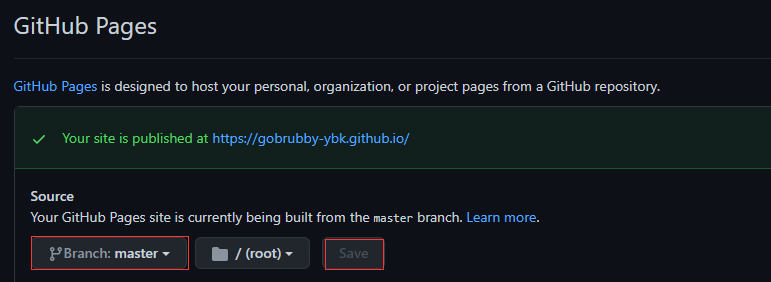 GitHub Pages
GitHub Pages is designed to host your personal, organization, or project pages from a GitHub repository.
Your site is published at https://gobrubby-ybk.github.io/
Source
Your GitHub Pages site is currently being built from the master branch. Learn more.
Branch: master / (root) Save